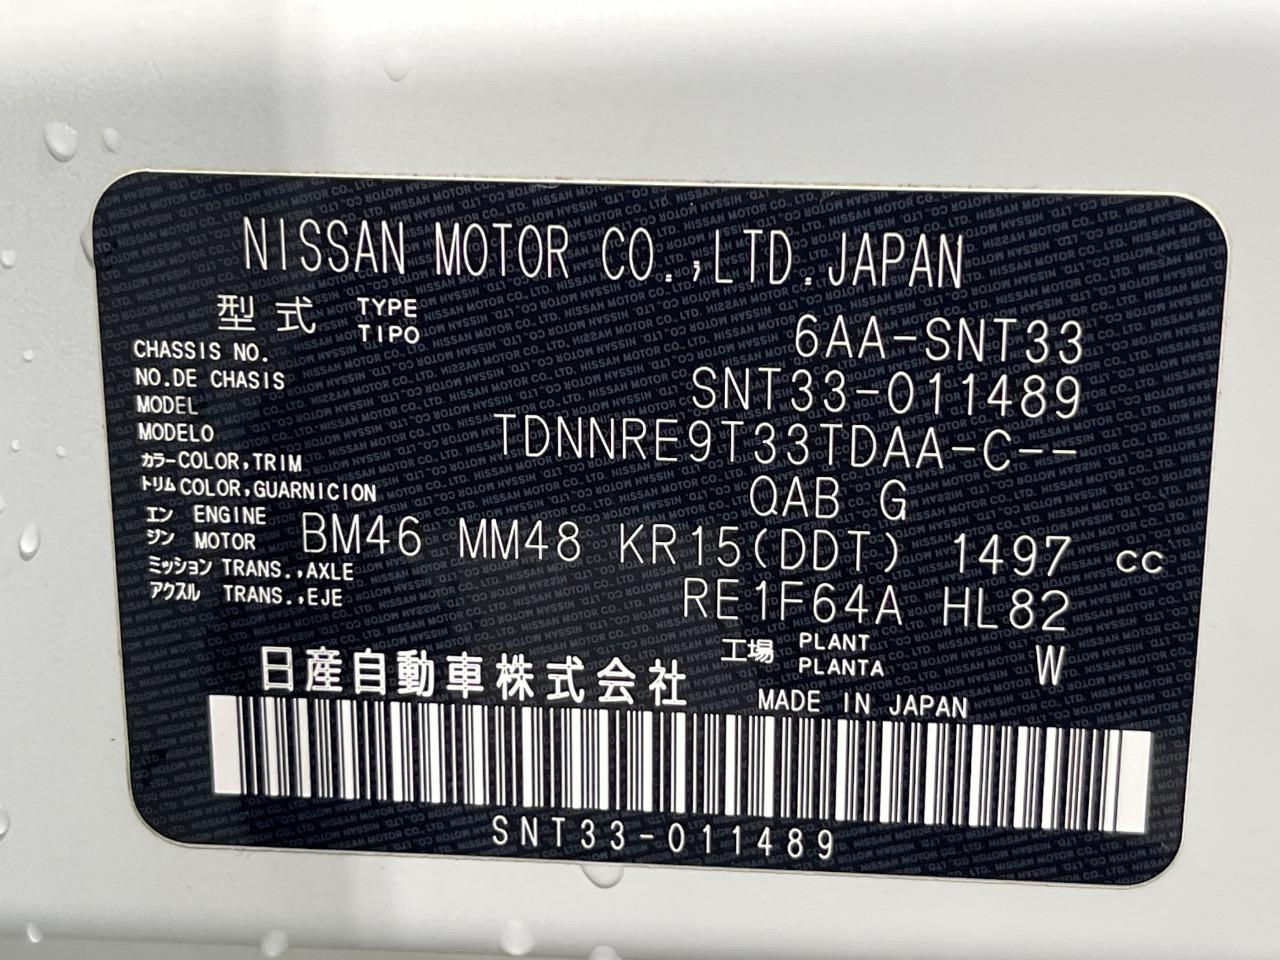 NISSAN MOTOR CO.,LTD.JAPAN
型式 TYPE TIPO 6AA-SNT33
CHASSIS NO.
NO.DE CHASIS SNT33-011489
MODEL
MODELO TDNNRE9T33TDAA-C--
カラー COLOR,TRIM
トリム COLOR,GUARNICION QAB G
エン ENGINE
ジン MOTOR BM46 MM48 KR15(DDT) 1497 cc
ミッション TRANS.,AXLE
アクスル TRANS.,EJE RE1F64A HL82
工場 PLANT PLANTA W
日産自動車株式会社 MADE IN JAPAN
SNT33-011489